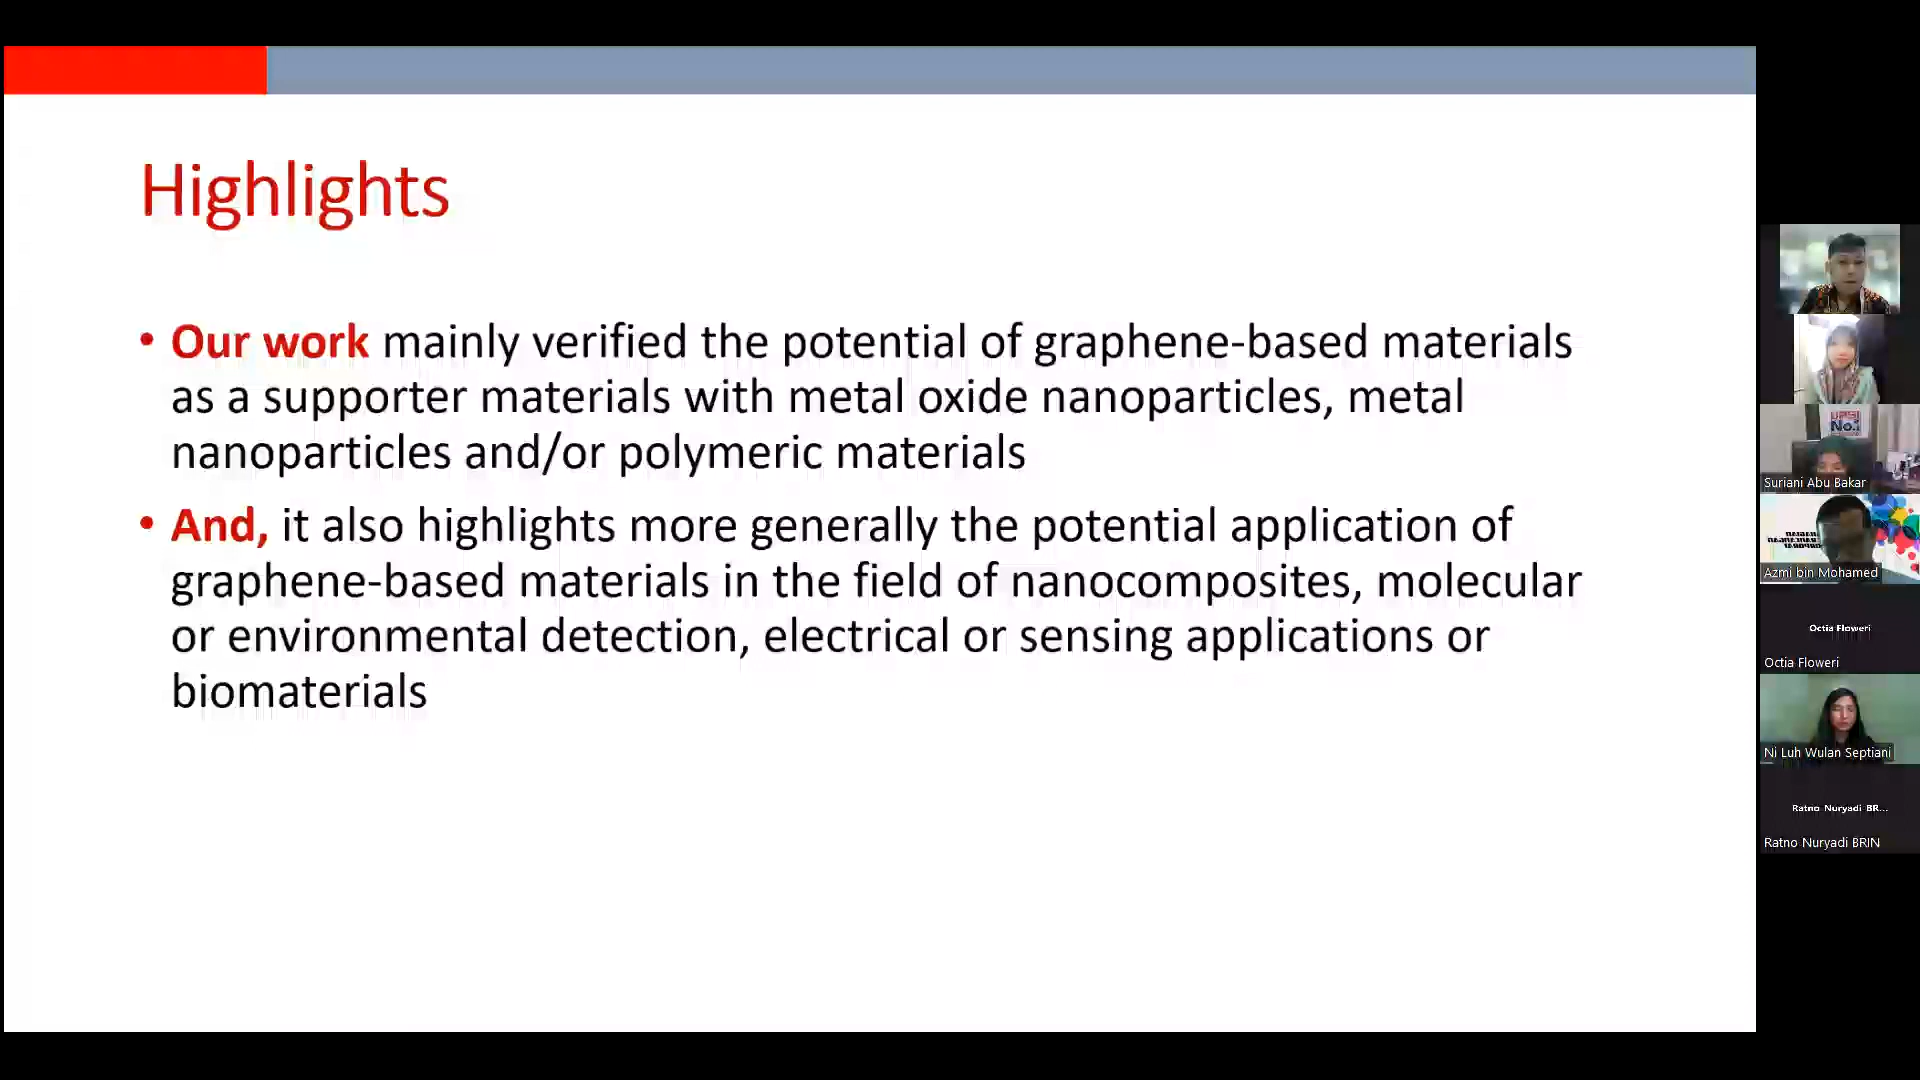 Highlights
• Our work mainly verified the potential of graphene-based materials
as a supporter materials with metal oxide nanoparticles, metal
nanoparticles and/or polymeric materials
• And, it also highlights more generally the potential application of
graphene-based materials in the field of nanocomposites, molecular
or environmental detection, electrical or sensing applications or
biomaterials
UPSI
No.1
Suriani Abu Bakar
Azmi bin Mohamed
Octia Floweri
Octia Floweri
Ni Luh Wulan Septiani
Ratno Nuryadi BR...
Ratno Nuryadi BRIN